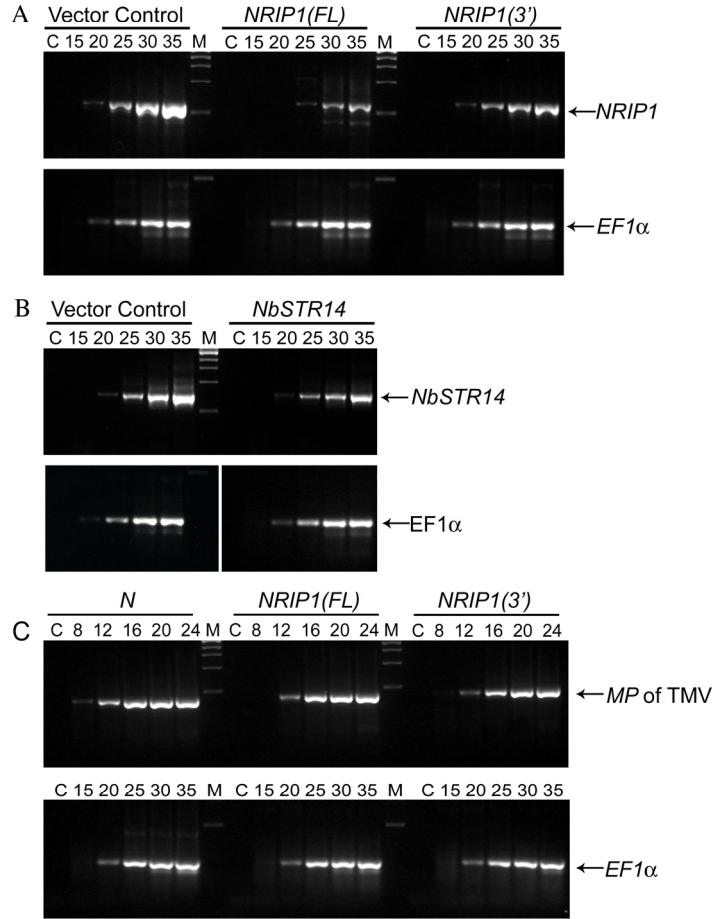 A
Vector Control NRIP1(FL) NRIP1(3')
C 15 20 25 30 35 M C 15 20 25 30 35 M C 15 20 25 30 35
←NRIP1
←EF1α
B
Vector Control NbSTR14
C 15 20 25 30 35 M C 15 20 25 30 35
←NbSTR14
←EF1α
C
N NRIP1(FL) NRIP1(3')
C 8 12 16 20 24 M C 8 12 16 20 24 M C 8 12 16 20 24
←MP of TMV
C 15 20 25 30 35 M C 15 20 25 30 35 M C 15 20 25 30 35
←EF1α